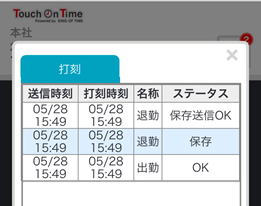 Touch On Time
Powered by KING OF TIME
本社
2
×
打刻
送信時刻 打刻時刻 名称 ステータス
05/28 15:49 05/28 15:49 退勤 保存送信OK
05/28 15:49 05/28 15:49 退勤 保存
05/28 15:49 05/28 15:49 出勤 OK